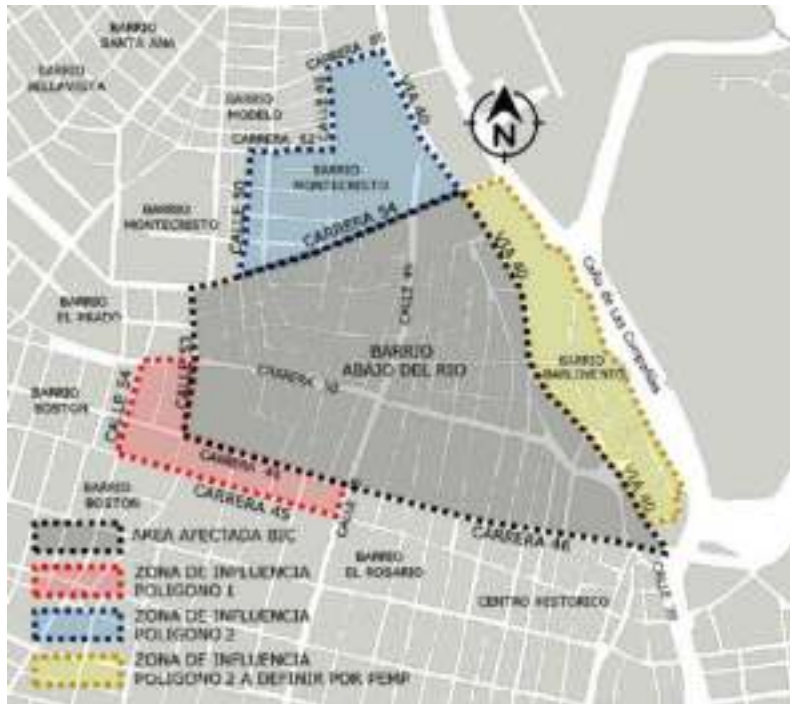 BARRIO
SANTA ANA
BARRIO
BELLAVISTA
CARRERA
BARRIO
MODELO
CALLE
VIA 40
CARRERA 62
N
BARRIO
MONTECRISTO
BARRIO
MONTECRISTO
CALLE 50
CARRERA 54
VIA 40
CALLE
Caño de Las Compañías
BARRIO
EL PRADO
CALLE 53
BARRIO
ABAJO DEL RIO
BARRIO
BARLOVENTO
CARRERA 50
CALLE 54
BARRIO
BOSTON
CARRERA
BARRIO
BOSTON
CARRERA 45
CALLE
VIA 40
CARRERA 46
AREA AFECTADA BIC
BARRIO
EL ROSARIO
CALLE
ZONA DE INFLUENCIA
POLIGONO 1
CENTRO HISTORICO
ZONA DE INFLUENCIA
POLIGONO 2
ZONA DE INFLUENCIA
POLIGONO 2 A DEFINIR POR PEMP